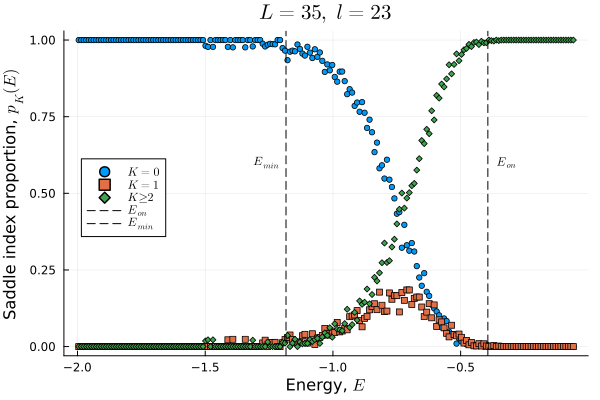 L = 35, l = 23
Saddle index proportion, p_K(E)
1.00
0.75
0.50
0.25
0.00
E_min
E_on
K=0
K=1
K≥2
E_on
E_min
−2.0 −1.5 −1.0 −0.5
Energy, E